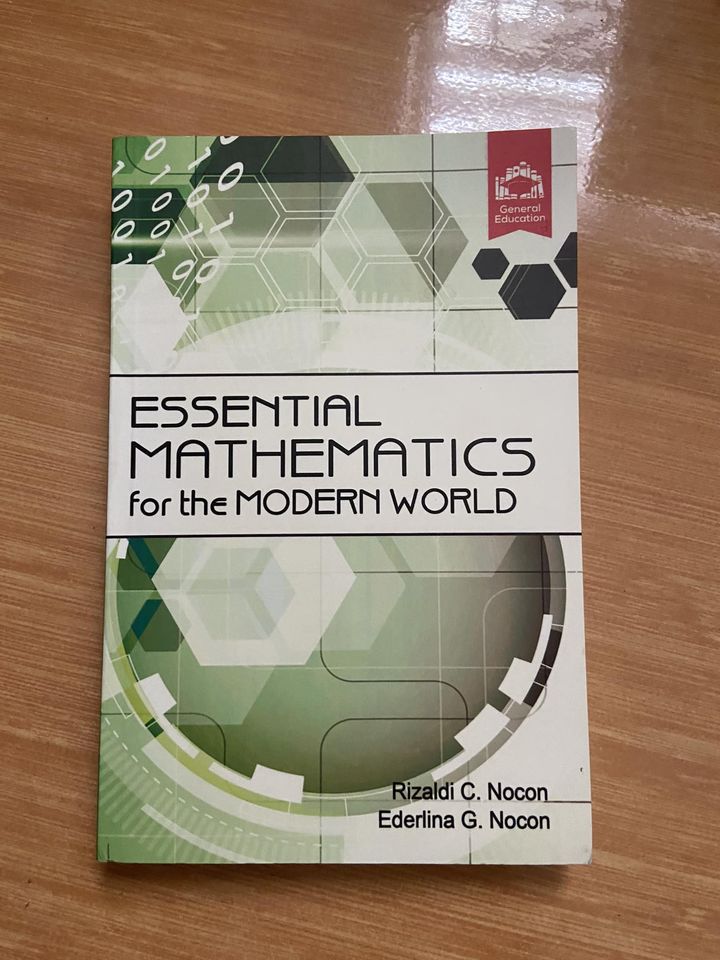 General
Education
ESSENTIAL
MATHEMATICS
for the MODERN WORLD
Rizaldi C. Nocon
Ederlina G. Nocon